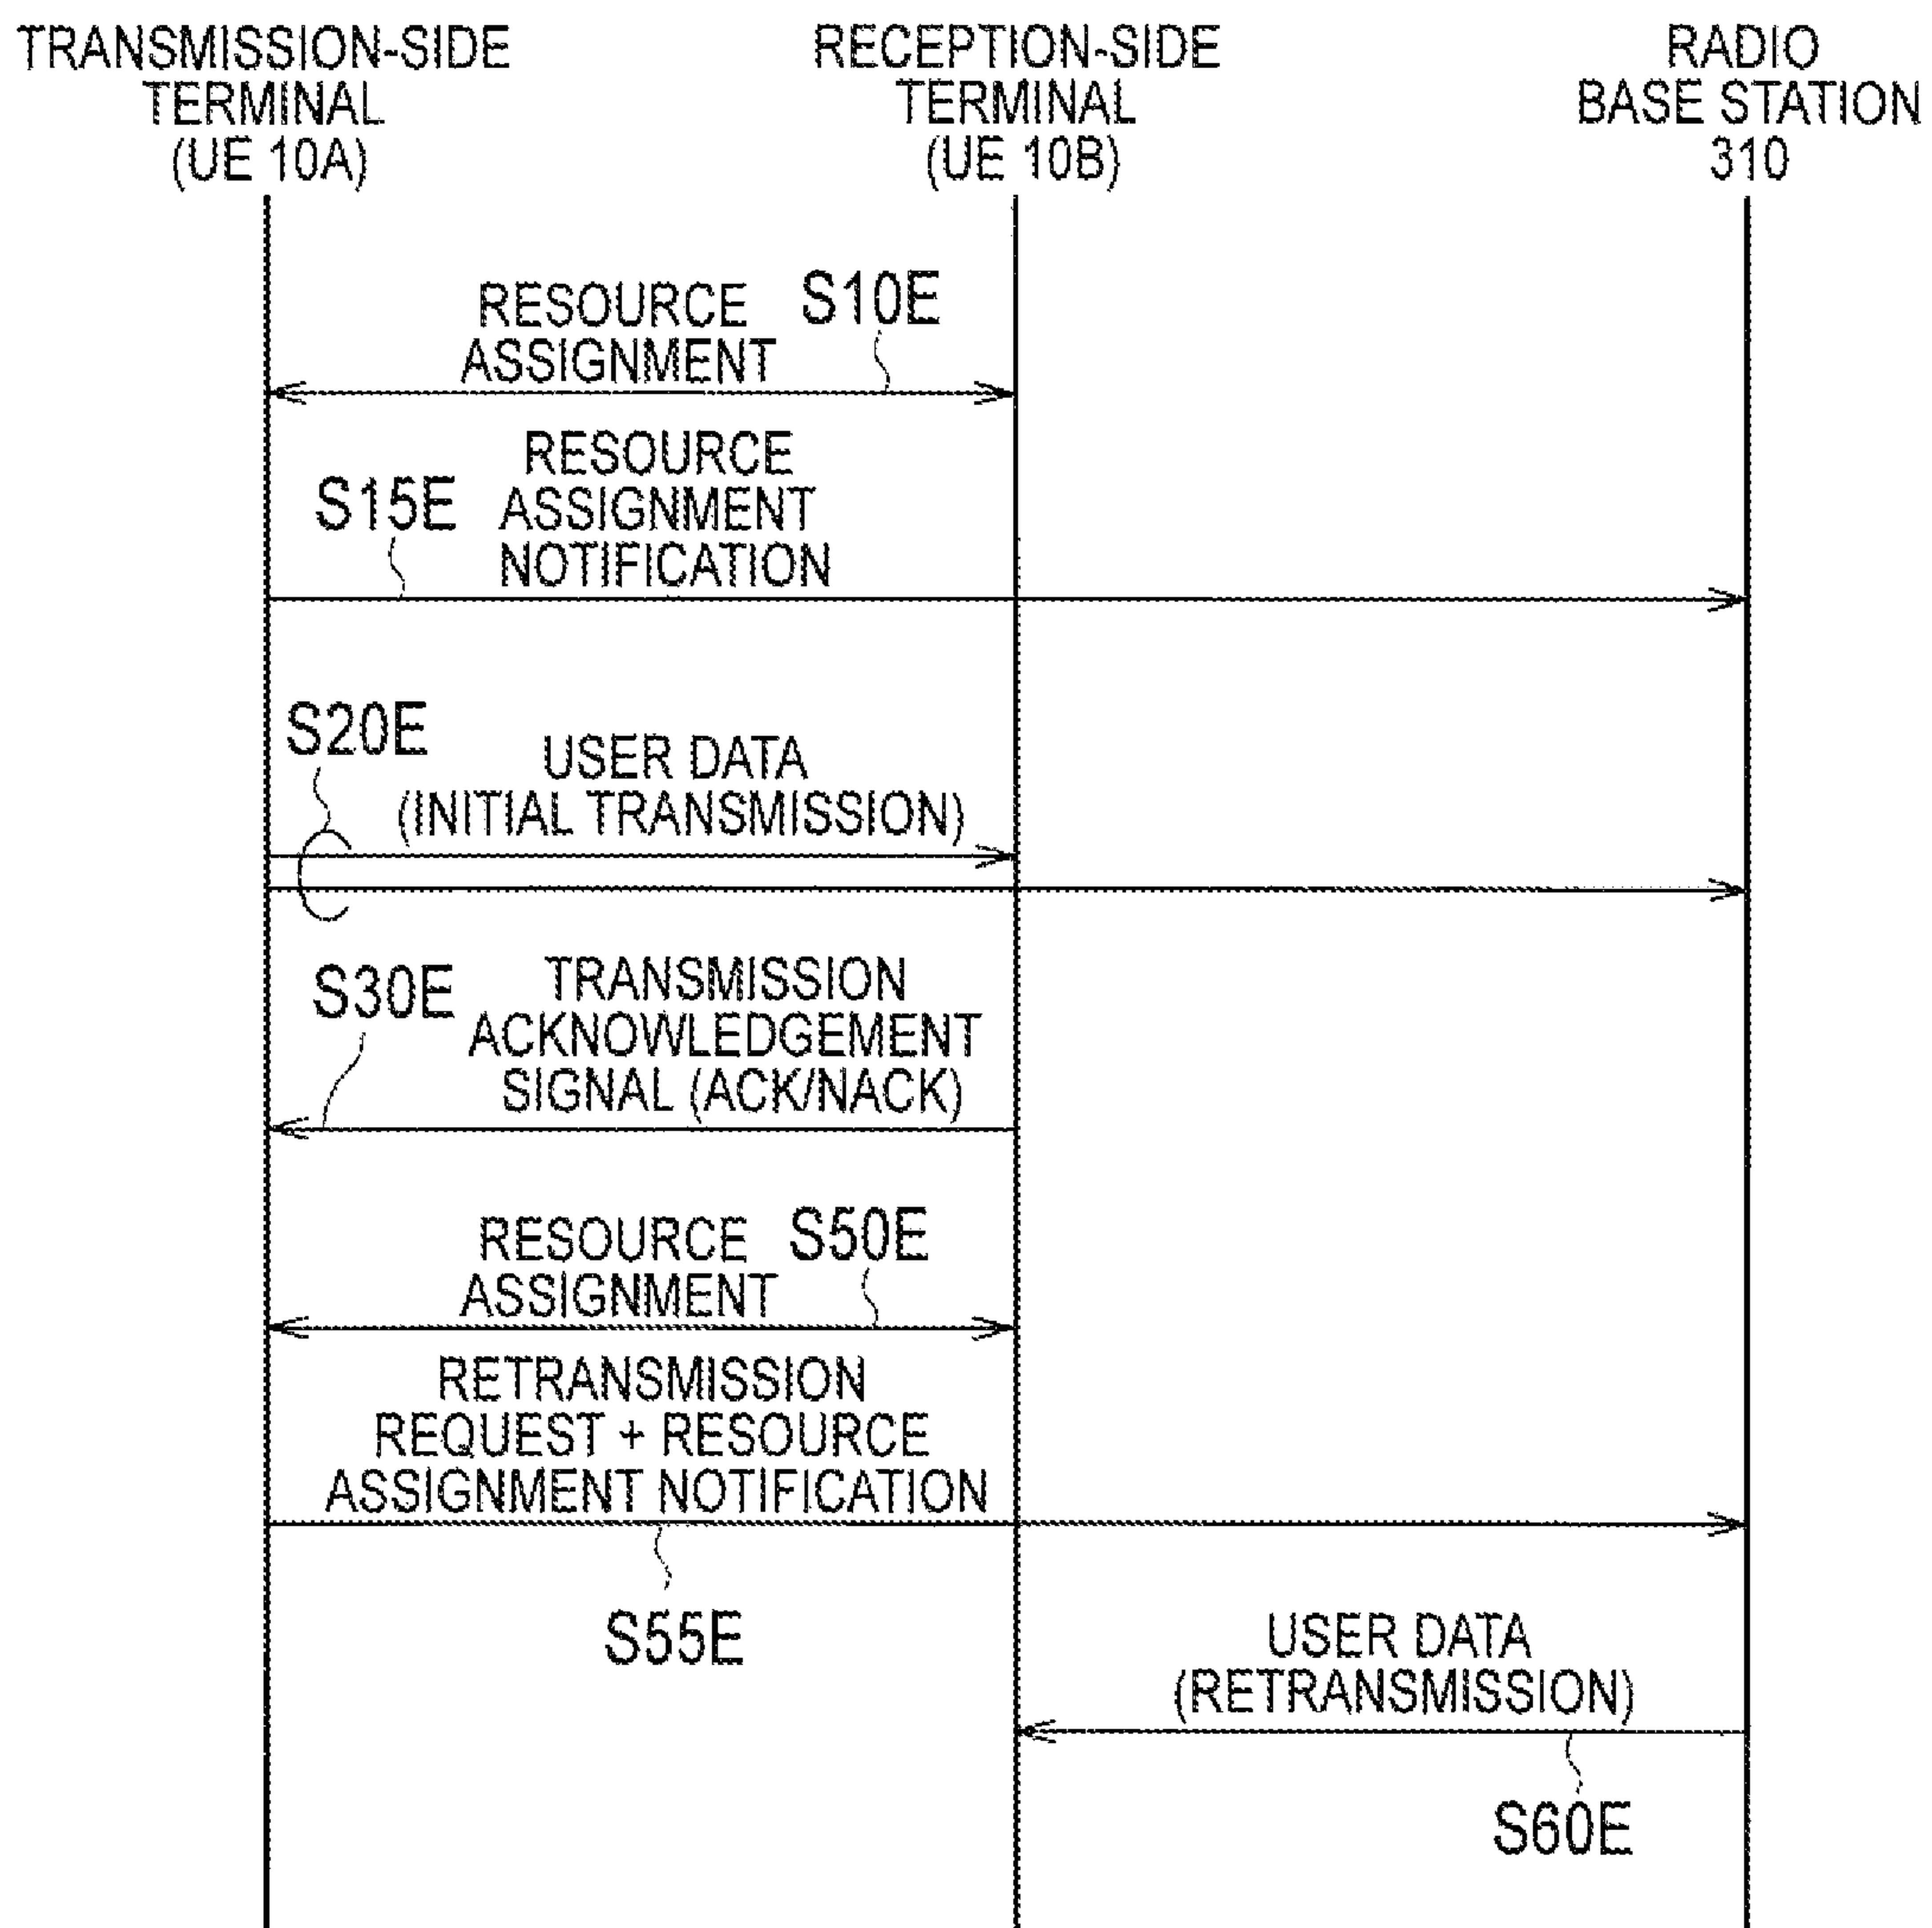 TRANSMISSION-SIDE
TERMINAL
(UE 10A)
RECEPTION-SIDE
TERMINAL
(UE 10B)
RADIO
BASE STATION
310
RESOURCE
ASSIGNMENT
S10E
RESOURCE
ASSIGNMENT
NOTIFICATION
S15E
S20E
USER DATA
(INITIAL TRANSMISSION)
S30E
TRANSMISSION
ACKNOWLEDGEMENT
SIGNAL (ACK/NACK)
RESOURCE
ASSIGNMENT
S50E
RETRANSMISSION
REQUEST + RESOURCE
ASSIGNMENT NOTIFICATION
S55E
USER DATA
(RETRANSMISSION)
S60E